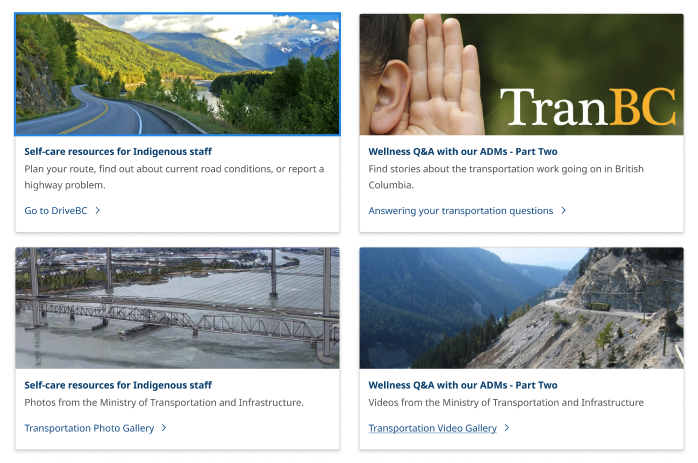 TranBC
Self-care resources for Indigenous staff
Plan your route, find out about current road conditions, or report a
highway problem.
Go to DriveBC
Wellness Q&A with our ADMs - Part Two
Find stories about the transportation work going on in British
Columbia.
Answering your transportation questions
Self-care resources for Indigenous staff
Photos from the Ministry of Transportation and Infrastructure.
Transportation Photo Gallery
Wellness Q&A with our ADMs - Part Two
Videos from the Ministry of Transportation and Infrastructure
Transportation Video Gallery